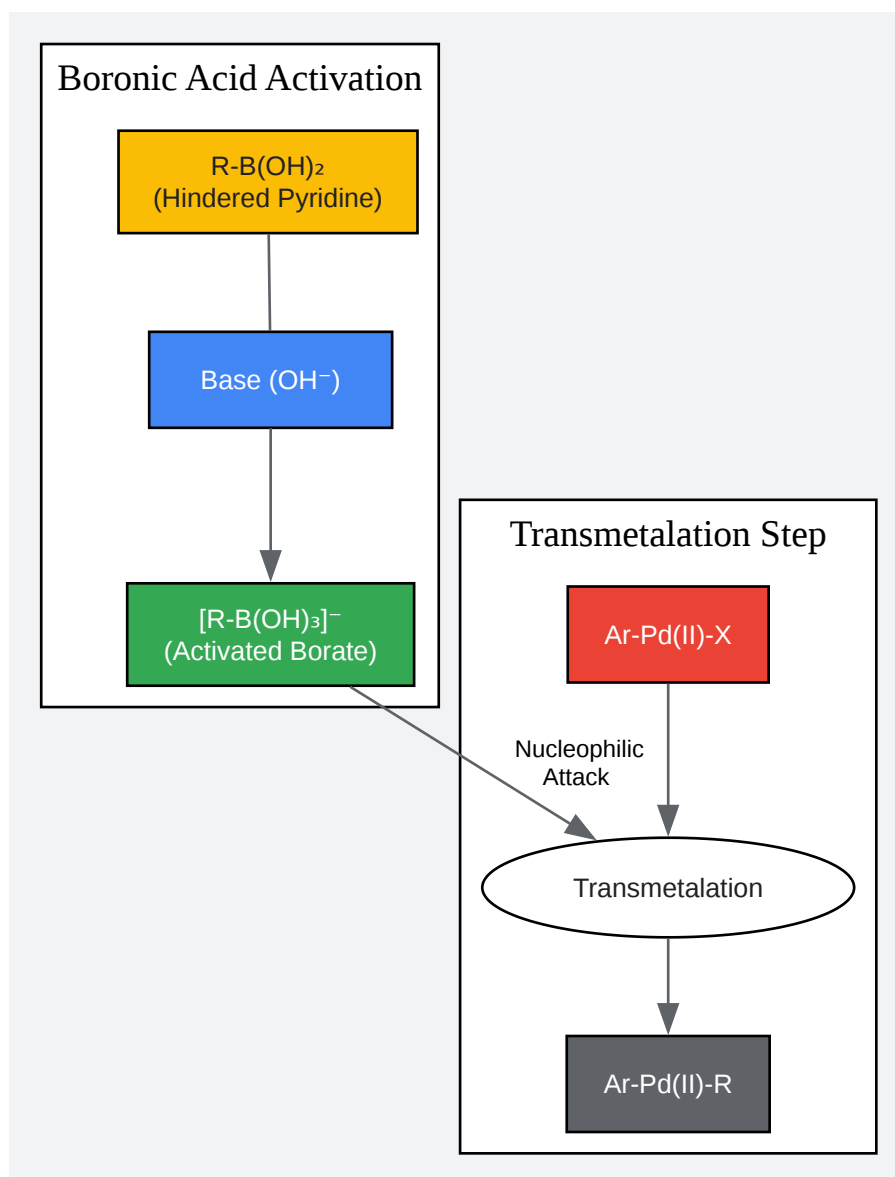 Boronic Acid Activation
R-B(OH)₂
(Hindered Pyridine)
Base (OH⁻)
[R-B(OH)₃]⁻
(Activated Borate)
Transmetalation Step
Ar-Pd(II)-X
Nucleophilic
Attack
Transmetalation
Ar-Pd(II)-R